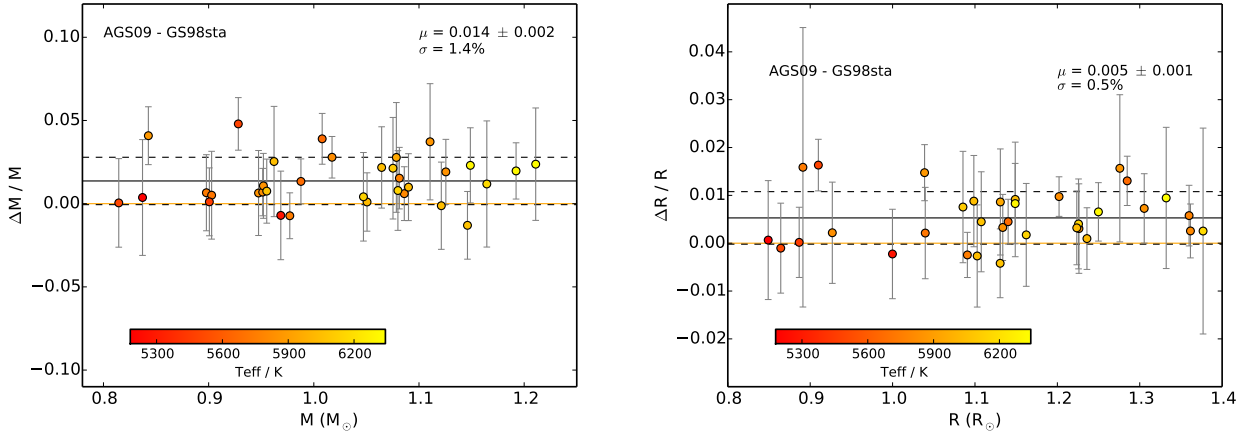 AGS09 - GS98sta
μ = 0.014 ± 0.002
σ = 1.4%
ΔM / M
0.10
0.05
0.00
−0.05
−0.10
5300 5600 5900 6200
Teff / K
0.8 0.9 1.0 1.1 1.2
M (M☉)
AGS09 - GS98sta
μ = 0.005 ± 0.001
σ = 0.5%
ΔR / R
0.05
0.04
0.03
0.02
0.01
0.00
−0.01
−0.02
−0.03
5300 5600 5900 6200
Teff / K
0.8 0.9 1.0 1.1 1.2 1.3 1.4
R (R☉)